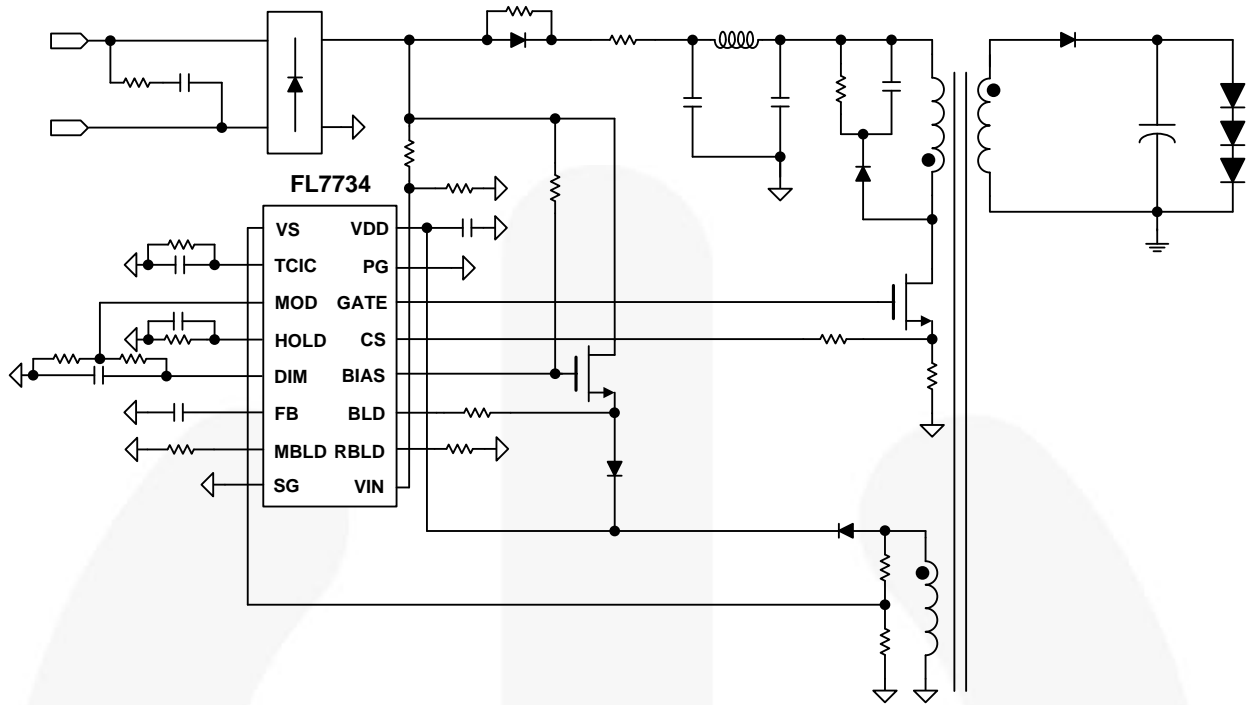 FL7734
VS VDD
TCIC PG
MOD GATE
HOLD CS
DIM BIAS
FB BLD
MBLD RBLD
SG VIN